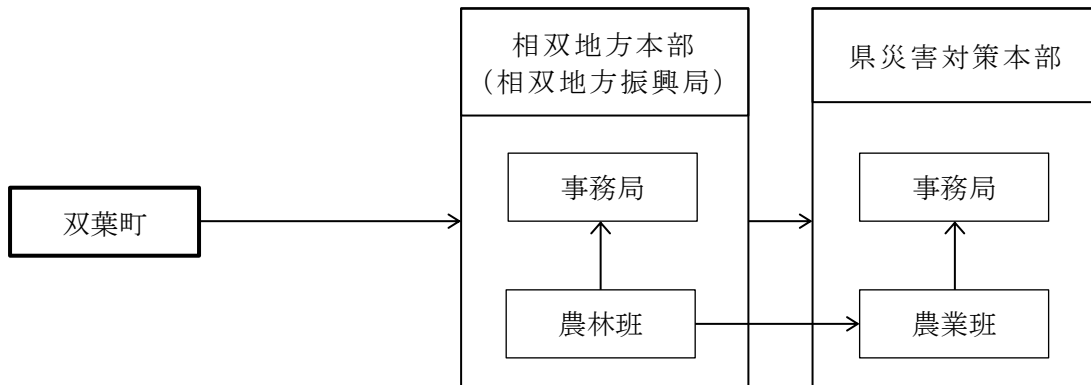 双葉町
相双地方本部
(相双地方振興局)
事務局
農林班
県災害対策本部
事務局
農業班